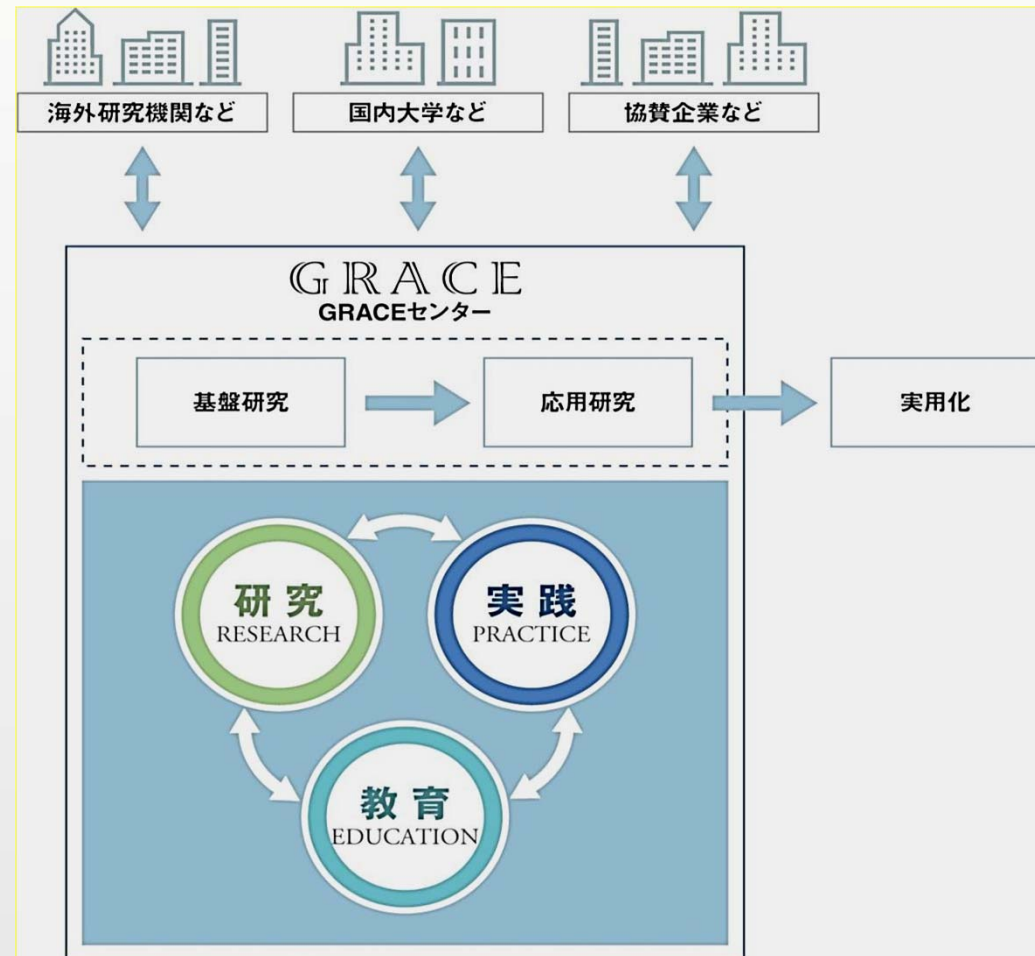 海外研究機関など
国内大学など
協賛企業など
GRACE
GRACEセンター
基盤研究
応用研究
実用化
研究
RESEARCH
実践
PRACTICE
教育
EDUCATION